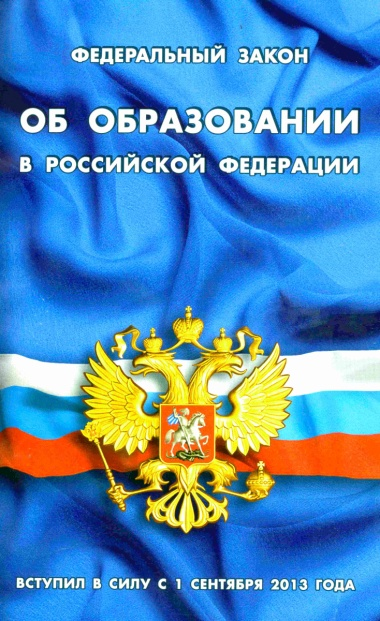 ФЕДЕРАЛЬНЫЙ ЗАКОН
ОБ ОБРАЗОВАНИИ
В РОССИЙСКОЙ ФЕДЕРАЦИИ
ВСТУПИЛ В СИЛУ С 1 СЕНТЯБРЯ 2013 ГОДА